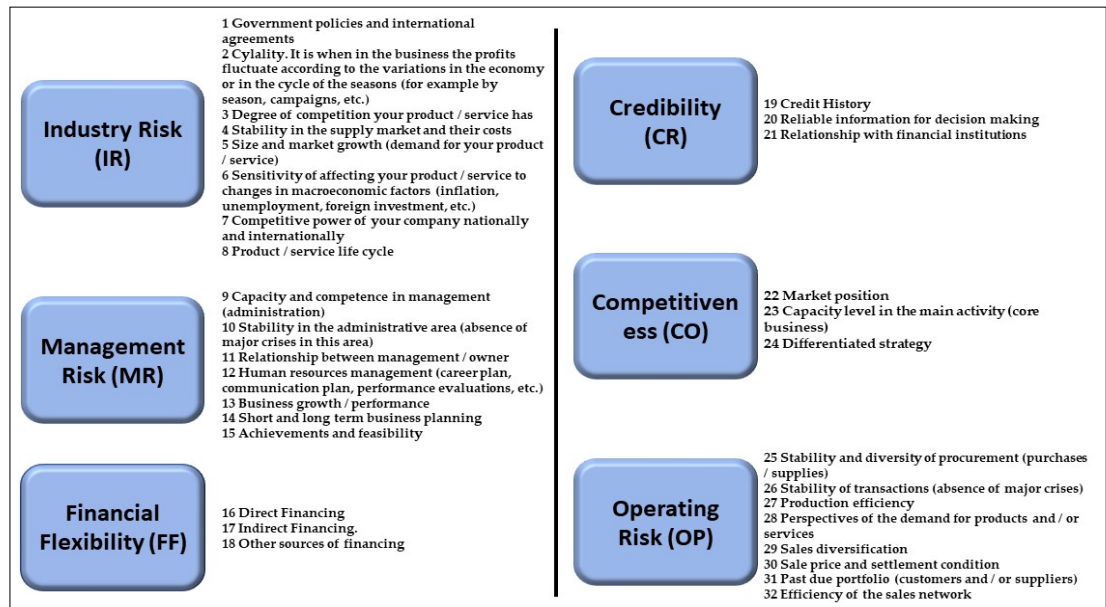 Industry Risk
(IR)
1 Government policies and international
agreements
2 Cylality. It is when in the business the profits
fluctuate according to the variations in the economy
or in the cycle of the seasons (for example by
season, campaigns, etc.)
3 Degree of competition your product / service has
4 Stability in the supply market and their costs
5 Size and market growth (demand for your product
/ service)
6 Sensitivity of affecting your product / service to
changes in macroeconomic factors (inflation,
unemployment, foreign investment, etc.)
7 Competitive power of your company nationally
and internationally
8 Product / service life cycle
Management
Risk (MR)
9 Capacity and competence in management
(administration)
10 Stability in the administrative area (absence of
major crises in this area)
11 Relationship between management / owner
12 Human resources management (career plan,
communication plan, performance evaluations, etc.)
13 Business growth / performance
14 Short and long term business planning
15 Achievements and feasibility
Financial
Flexibility (FF)
16 Direct Financing
17 Indirect Financing.
18 Other sources of financing
Credibility
(CR)
19 Credit History
20 Reliable information for decision making
21 Relationship with financial institutions
Competitiven
ess (CO)
22 Market position
23 Capacity level in the main activity (core
business)
24 Differentiated strategy
Operating
Risk (OP)
25 Stability and diversity of procurement (purchases
/ supplies)
26 Stability of transactions (absence of major crises)
27 Production efficiency
28 Perspectives of the demand for products and / or
services
29 Sales diversification
30 Sale price and settlement condition
31 Past due portfolio (customers and / or suppliers)
32 Efficiency of the sales network